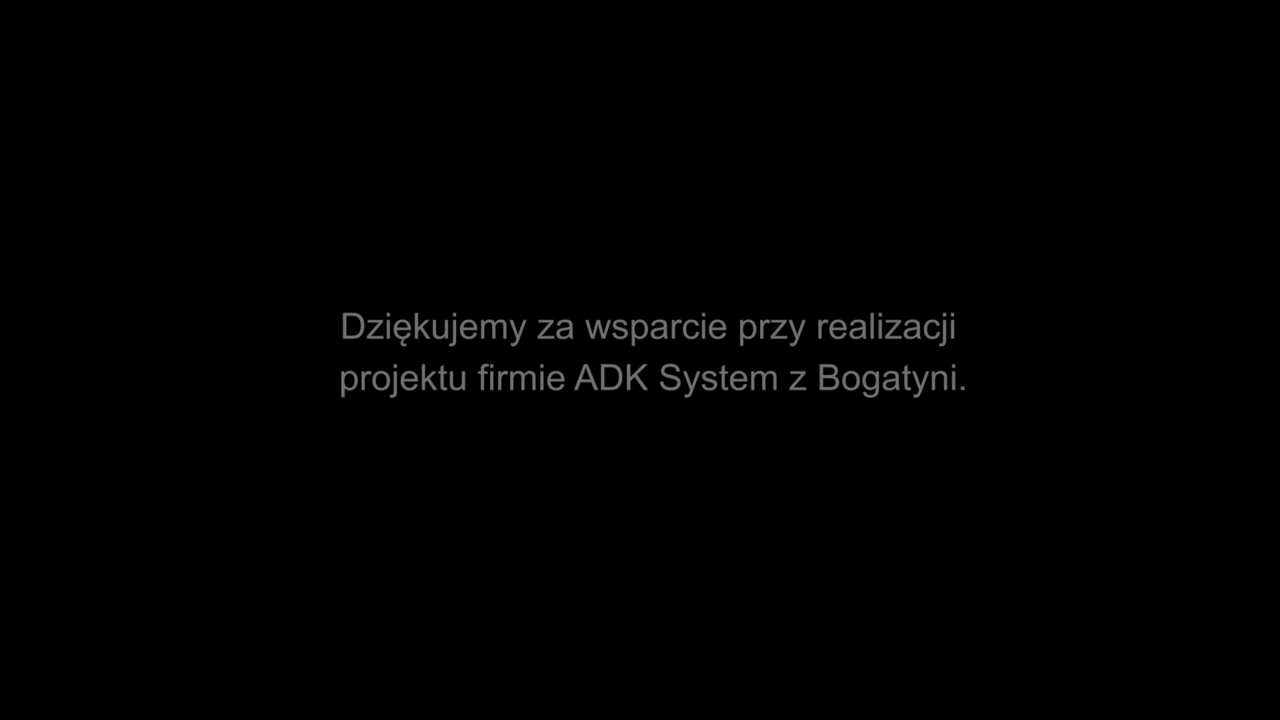 Dziękujemy za wsparcie przy realizacji
projektu firmie ADK System z Bogatyni.